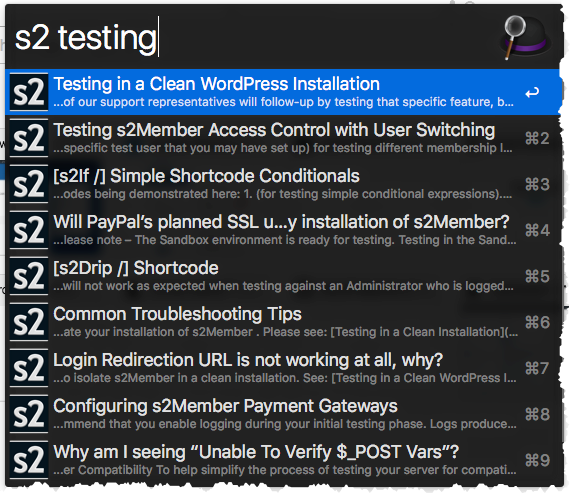 s2 testing
s2 Testing in a Clean WordPress Installation
...of our support representatives will follow-up by testing that specific feature, b...
s2 Testing s2Member Access Control with User Switching ⌘2
...specific test user that you may have set up) for testing different membership l...
s2 [s2If /] Simple Shortcode Conditionals ⌘3
...odes being demonstrated here: 1. (for testing simple conditional expressions)....
s2 Will PayPal’s planned SSL u...y installation of s2Member? ⌘4
...lease note – The Sandbox environment is ready for testing. Testing in the Sand...
s2 [s2Drip /] Shortcode ⌘5
...will not work as expected when testing against an Administrator who is logged...
s2 Common Troubleshooting Tips ⌘6
...ate your installation of s2Member . Please see: [Testing in a Clean Installation](...
s2 Login Redirection URL is not working at all, why? ⌘7
...o isolate s2Member in a clean installation. See: [Testing in a Clean WordPress I...
s2 Configuring s2Member Payment Gateways ⌘8
...mmend that you enable logging during your initial testing phase. Logs produce...
s2 Why am I seeing “Unable To Verify $_POST Vars”? ⌘9
...er Compatibilty To help simplify the process of testing your server for compati...